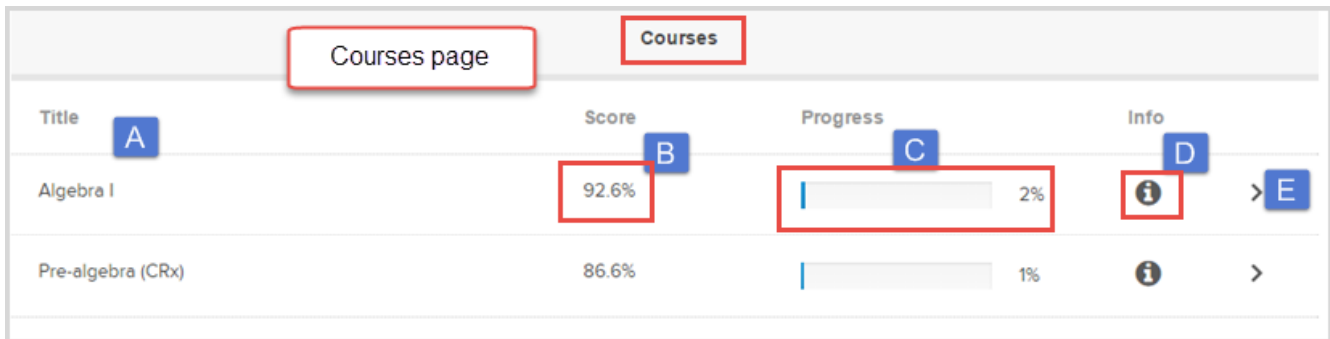 Courses
Courses page
Title Score Progress Info
A B C D
Algebra I 92.6% 2% i > E
Pre-algebra (CRx) 86.6% 1% i >